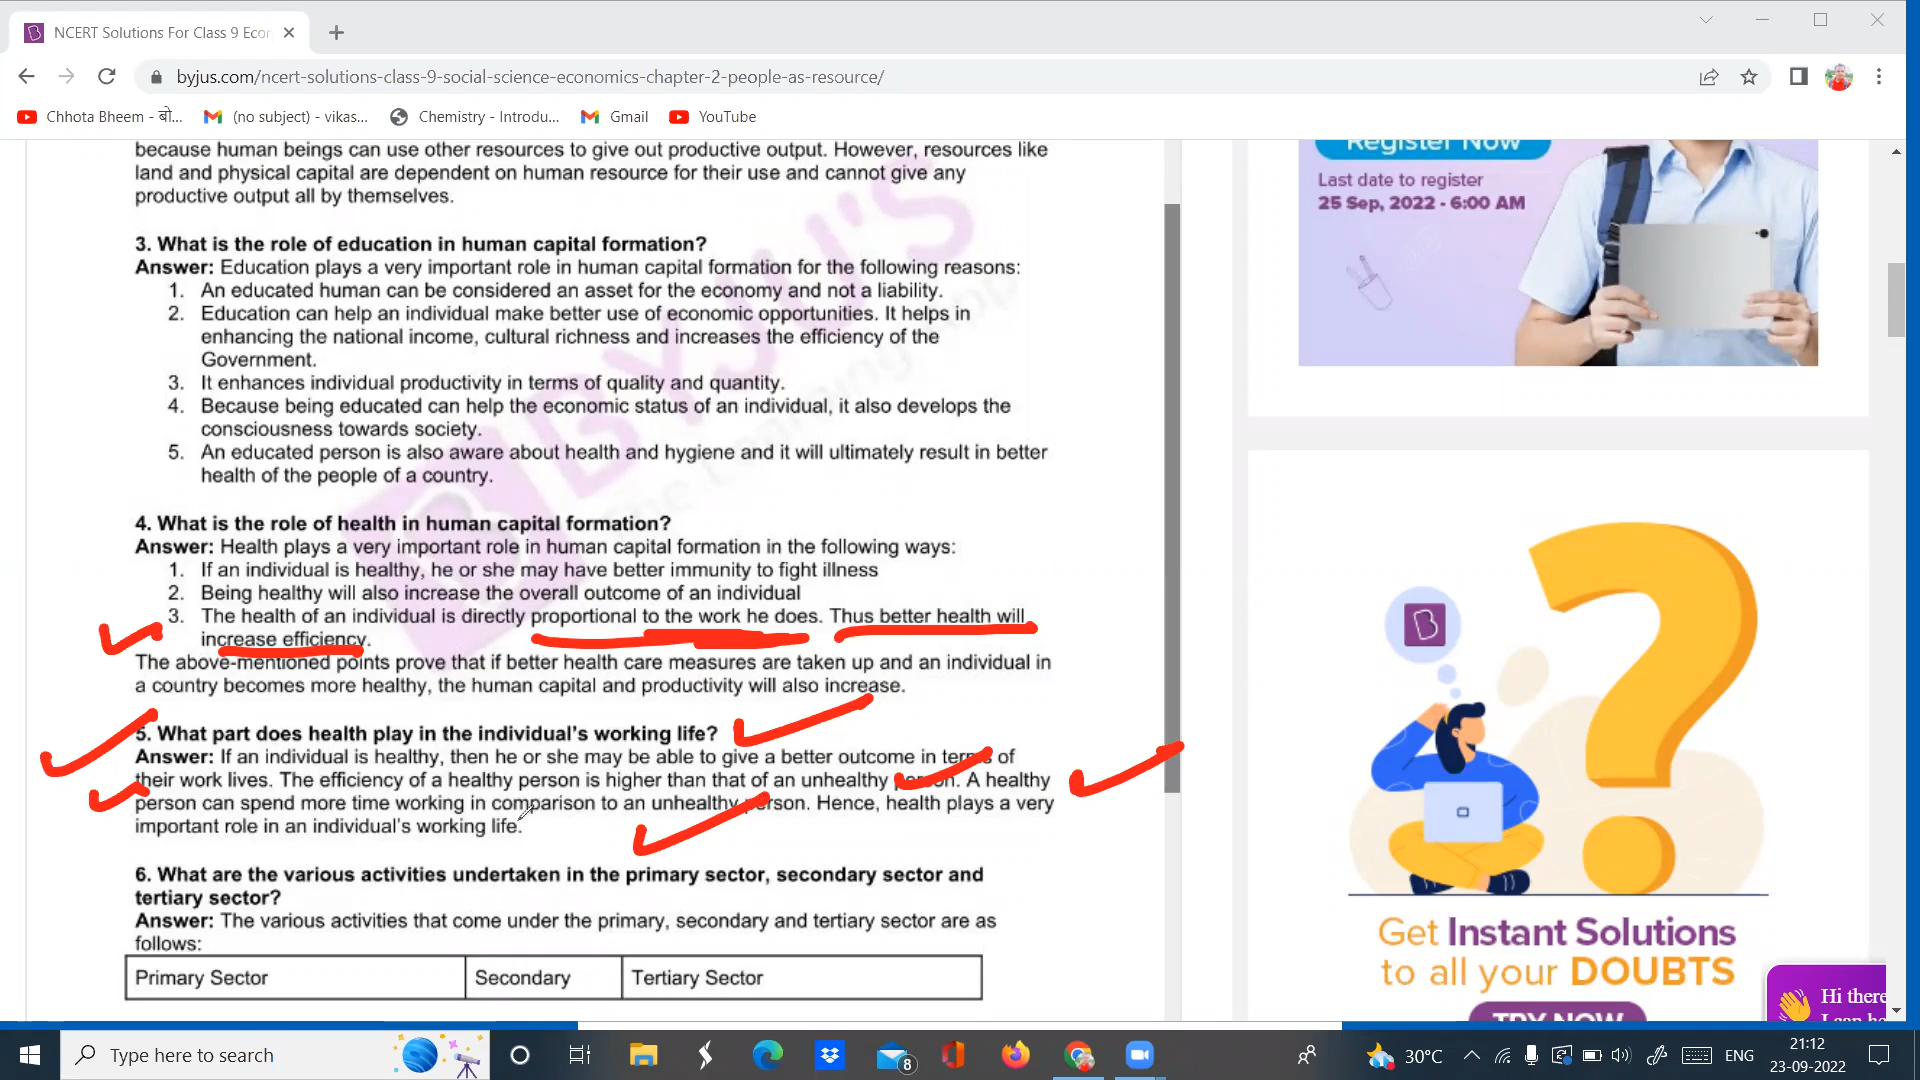 NCERT Solutions For Class 9 Econ
byjus.com/ncert-solutions-class-9-social-science-economics-chapter-2-people-as-resource/
Chhota Bheem - बो... (no subject) - vikas... Chemistry - Introdu... Gmail YouTube
because human beings can use other resources to give out productive output. However, resources like
land and physical capital are dependent on human resource for their use and cannot give any
productive output all by themselves.
3. What is the role of education in human capital formation?
Answer: Education plays a very important role in human capital formation for the following reasons:
1. An educated human can be considered an asset for the economy and not a liability.
2. Education can help an individual make better use of economic opportunities. It helps in
enhancing the national income, cultural richness and increases the efficiency of the
Government.
3. It enhances individual productivity in terms of quality and quantity.
4. Because being educated can help the economic status of an individual, it also develops the
consciousness towards society.
5. An educated person is also aware about health and hygiene and it will ultimately result in better
health of the people of a country.
4. What is the role of health in human capital formation?
Answer: Health plays a very important role in human capital formation in the following ways:
1. If an individual is healthy, he or she may have better immunity to fight illness
2. Being healthy will also increase the overall outcome of an individual
3. The health of an individual is directly proportional to the work he does. Thus better health will
increase efficiency.
The above-mentioned points prove that if better health care measures are taken up and an individual in
a country becomes more healthy, the human capital and productivity will also increase.
5. What part does health play in the individual's working life?
Answer: If an individual is healthy, then he or she may be able to give a better outcome in terms of
their work lives. The efficiency of a healthy person is higher than that of an unhealthy person. A healthy
person can spend more time working in comparison to an unhealthy person. Hence, health plays a very
important role in an individual's working life.
6. What are the various activities undertaken in the primary sector, secondary sector and
tertiary sector?
Answer: The various activities that come under the primary, secondary and tertiary sector are as
follows:
Primary Sector Secondary Tertiary Sector
BYJU'S
The Learning App
Register Now
Last date to register
25 Sep, 2022 - 6:00 AM
Get Instant Solutions
to all your DOUBTS
TRY NOW
Hi there
Type here to search
8
30°C
ENG
21:12
23-09-2022